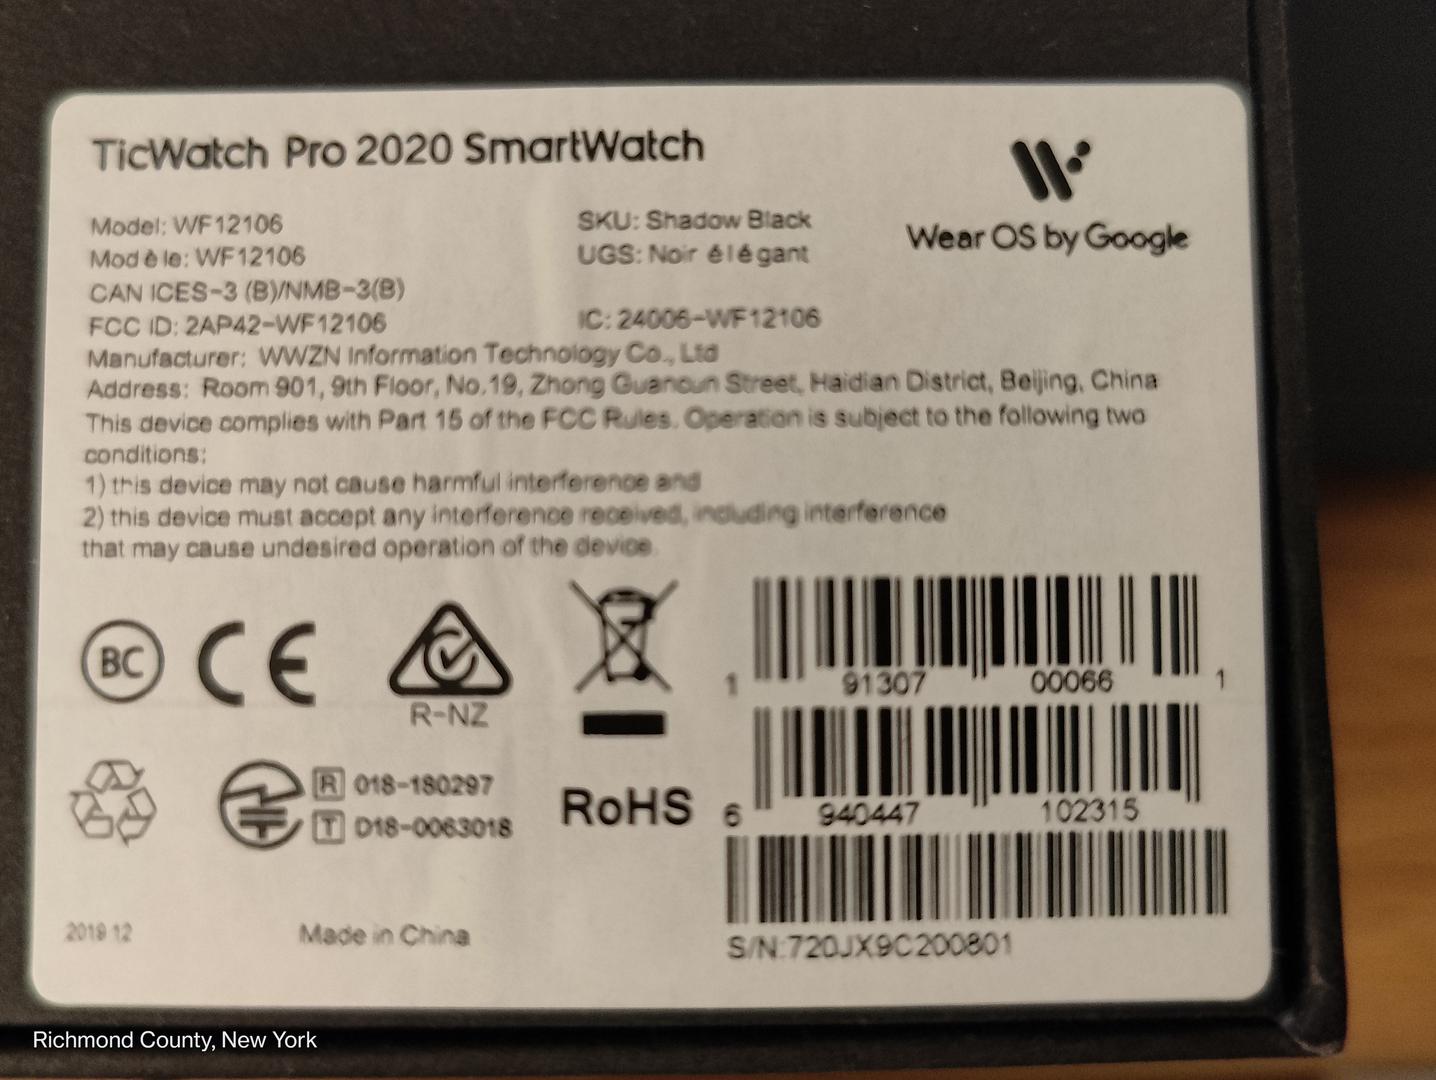 TicWatch Pro 2020 SmartWatch
Wear OS by Google
Model: WF12106
SKU: Shadow Black
Modèle: WF12106
UGS: Noir élégant
CAN ICES-3 (B)/NMB-3(B)
FCC ID: 2AP42-WF12106
IC: 24006-WF12106
Manufacturer: WWZN Information Technology Co., Ltd
Address: Room 901, 9th Floor, No.19, Zhong Guancun Street, Haidian District, Beijing, China
This device complies with Part 15 of the FCC Rules. Operation is subject to the following two
conditions:
1) this device may not cause harmful interference and
2) this device must accept any interference received, including interference
that may cause undesired operation of the device.
BC CE
R-NZ
1 91307 00066 1
R 018-180297
T D18-0063018
RoHS
6 940447 102315
2019 12
Made in China
S/N:720JX9C200801
Richmond County, New York